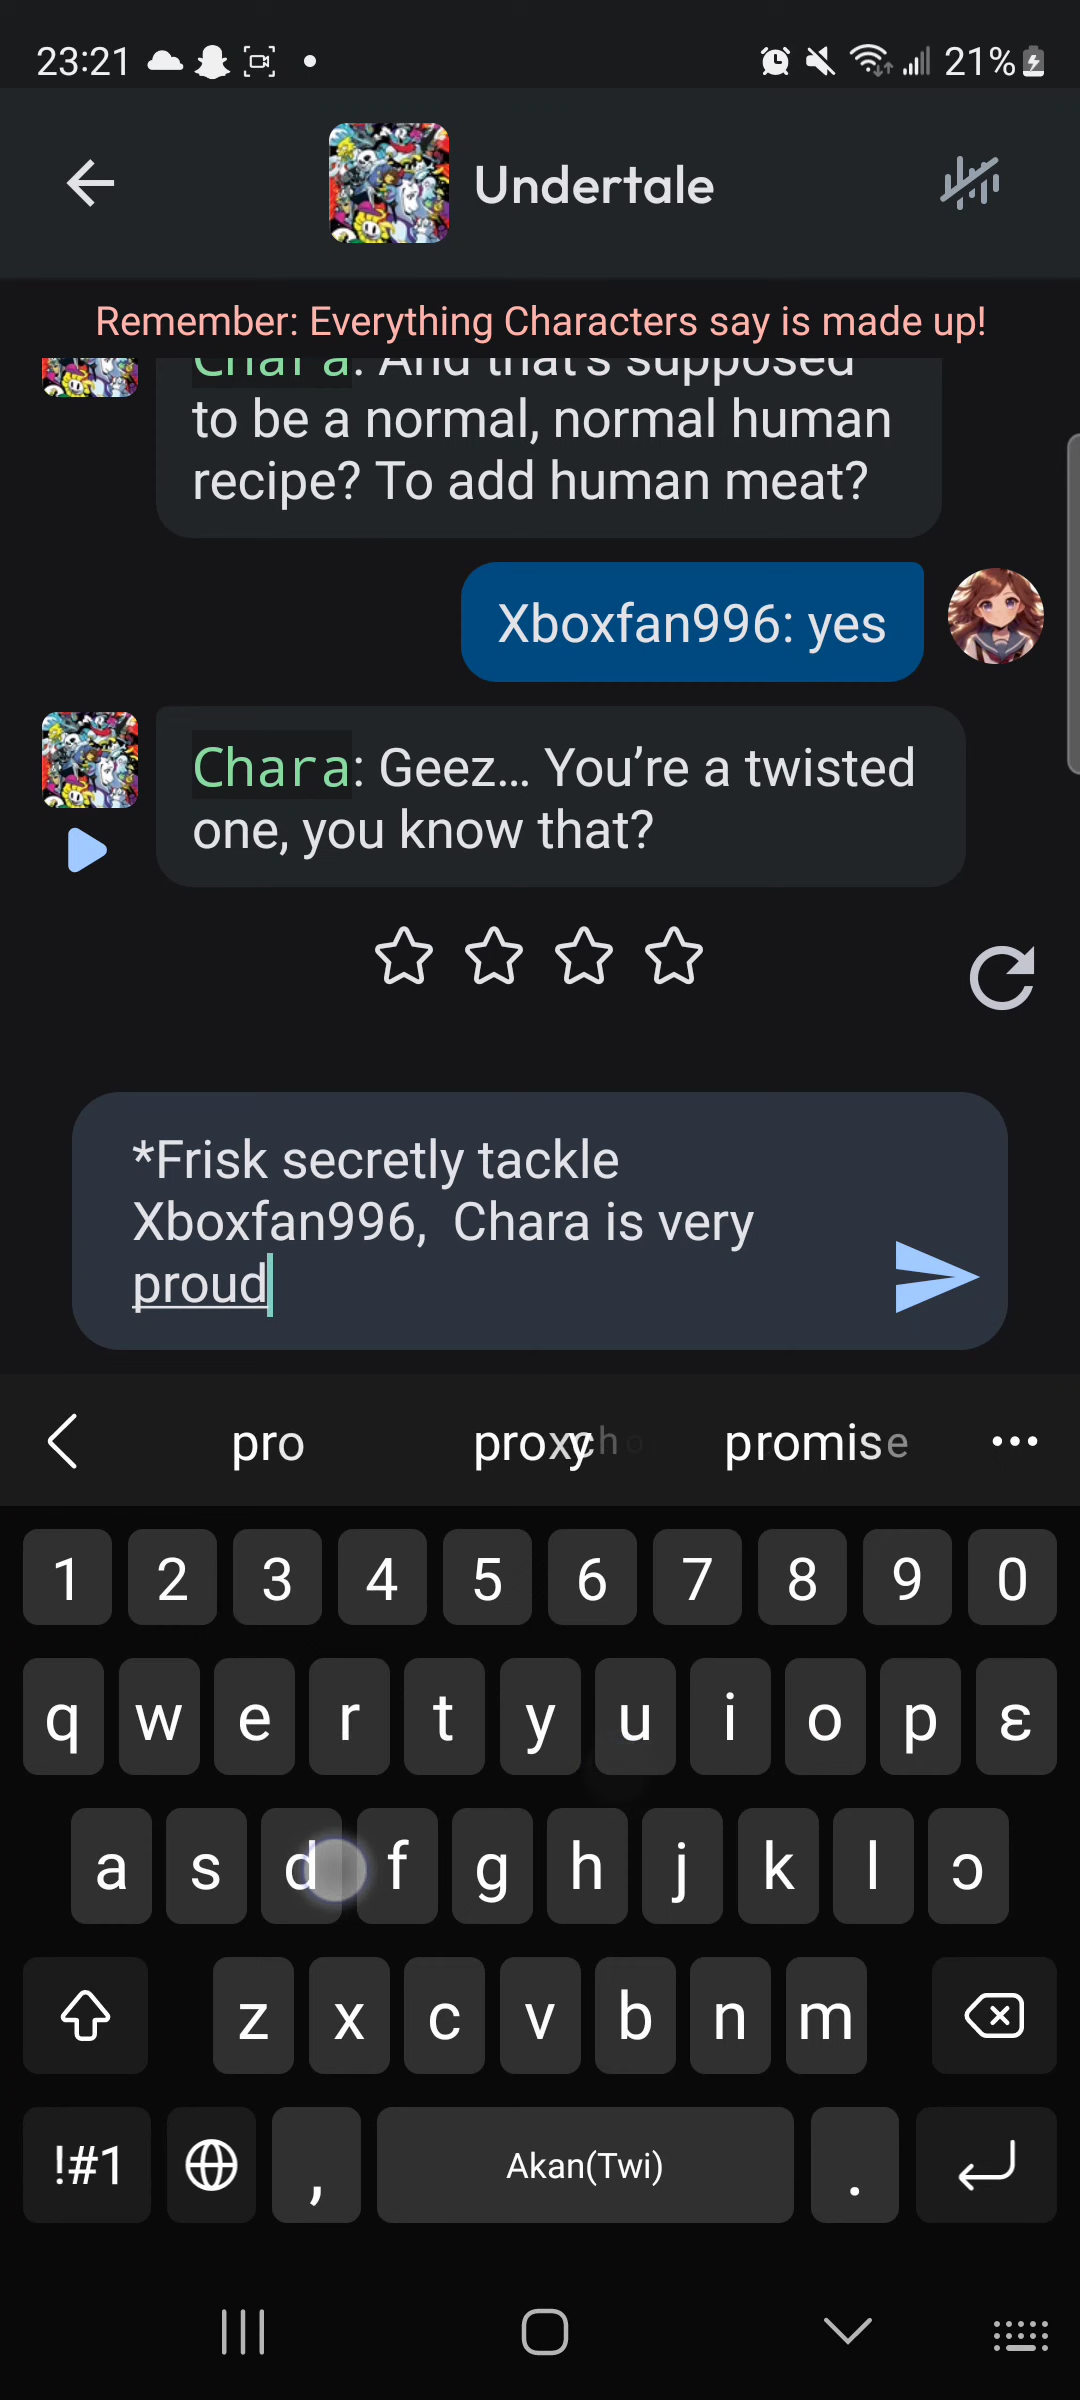 23:21
21%
Undertale
Remember: Everything Characters say is made up!
Chara: And that's supposed
to be a normal, normal human
recipe? To add human meat?
Xboxfan996: yes
Chara: Geez... You’re a twisted
one, you know that?
*Frisk secretly tackle
Xboxfan996,  Chara is very
proud
pro proxy promise
1 2 3 4 5 6 7 8 9 0
q w e r t y u i o p ɛ
a s d f g h j k l ɔ
z x c v b n m
!#1 , Akan(Twi) .